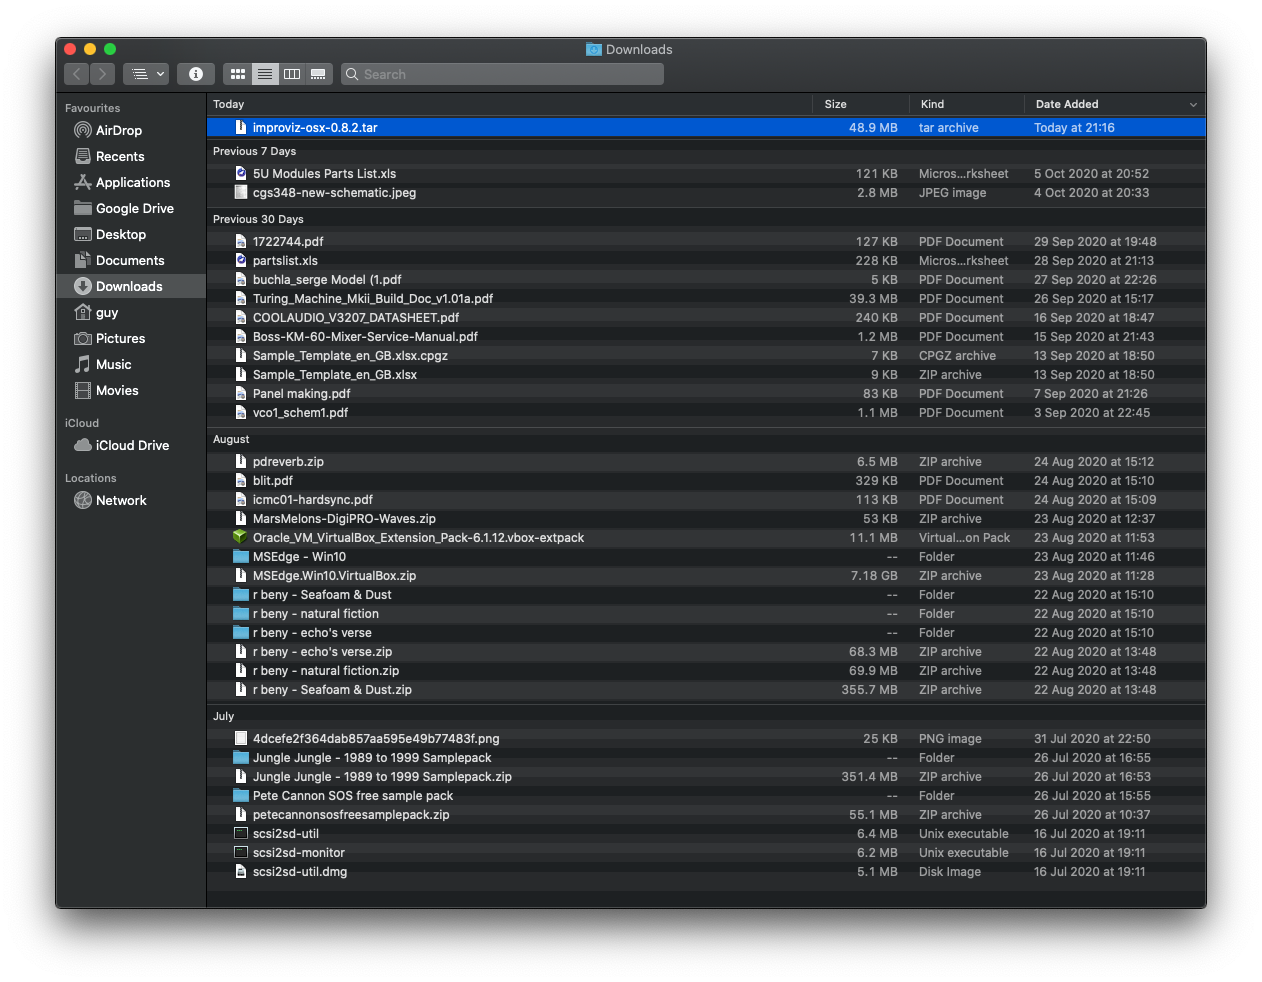 Downloads
Search
Favourites
AirDrop
Recents
Applications
Google Drive
Desktop
Documents
Downloads
guy
Pictures
Music
Movies
iCloud
iCloud Drive
Locations
Network
Today Size Kind Date Added
improviz-osx-0.8.2.tar 48.9 MB tar archive Today at 21:16
Previous 7 Days
5U Modules Parts List.xls 121 KB Micros...rksheet 5 Oct 2020 at 20:52
cgs348-new-schematic.jpeg 2.8 MB JPEG image 4 Oct 2020 at 20:33
Previous 30 Days
1722744.pdf 127 KB PDF Document 29 Sep 2020 at 19:48
partslist.xls 228 KB Micros...rksheet 28 Sep 2020 at 21:13
buchla_serge Model (1.pdf 5 KB PDF Document 27 Sep 2020 at 22:26
Turing_Machine_Mkii_Build_Doc_v1.01a.pdf 39.3 MB PDF Document 26 Sep 2020 at 15:17
COOLAUDIO_V3207_DATASHEET.pdf 240 KB PDF Document 16 Sep 2020 at 18:47
Boss-KM-60-Mixer-Service-Manual.pdf 1.2 MB PDF Document 15 Sep 2020 at 21:43
Sample_Template_en_GB.xlsx.cpgz 7 KB CPGZ archive 13 Sep 2020 at 18:50
Sample_Template_en_GB.xlsx 9 KB ZIP archive 13 Sep 2020 at 18:50
Panel making.pdf 83 KB PDF Document 7 Sep 2020 at 21:26
vco1_schem1.pdf 1.1 MB PDF Document 3 Sep 2020 at 22:45
August
pdreverb.zip 6.5 MB ZIP archive 24 Aug 2020 at 15:12
blit.pdf 329 KB PDF Document 24 Aug 2020 at 15:10
icmc01-hardsync.pdf 113 KB PDF Document 24 Aug 2020 at 15:09
MarsMelons-DigiPRO-Waves.zip 53 KB ZIP archive 23 Aug 2020 at 12:37
Oracle_VM_VirtualBox_Extension_Pack-6.1.12.vbox-extpack 11.1 MB Virtual...on Pack 23 Aug 2020 at 11:53
MSEdge - Win10 -- Folder 23 Aug 2020 at 11:46
MSEdge.Win10.VirtualBox.zip 7.18 GB ZIP archive 23 Aug 2020 at 11:28
r beny - Seafoam & Dust -- Folder 22 Aug 2020 at 15:10
r beny - natural fiction -- Folder 22 Aug 2020 at 15:10
r beny - echo's verse -- Folder 22 Aug 2020 at 15:10
r beny - echo's verse.zip 68.3 MB ZIP archive 22 Aug 2020 at 13:48
r beny - natural fiction.zip 69.9 MB ZIP archive 22 Aug 2020 at 13:48
r beny - Seafoam & Dust.zip 355.7 MB ZIP archive 22 Aug 2020 at 13:48
July
4dcefe2f364dab857aa595e49b77483f.png 25 KB PNG image 31 Jul 2020 at 22:50
Jungle Jungle - 1989 to 1999 Samplepack -- Folder 26 Jul 2020 at 16:55
Jungle Jungle - 1989 to 1999 Samplepack.zip 351.4 MB ZIP archive 26 Jul 2020 at 16:53
Pete Cannon SOS free sample pack -- Folder 26 Jul 2020 at 15:55
petecannonsosfreesamplepack.zip 55.1 MB ZIP archive 26 Jul 2020 at 10:37
scsi2sd-util 6.4 MB Unix executable 16 Jul 2020 at 19:11
scsi2sd-monitor 6.2 MB Unix executable 16 Jul 2020 at 19:11
scsi2sd-util.dmg 5.1 MB Disk Image 16 Jul 2020 at 19:11